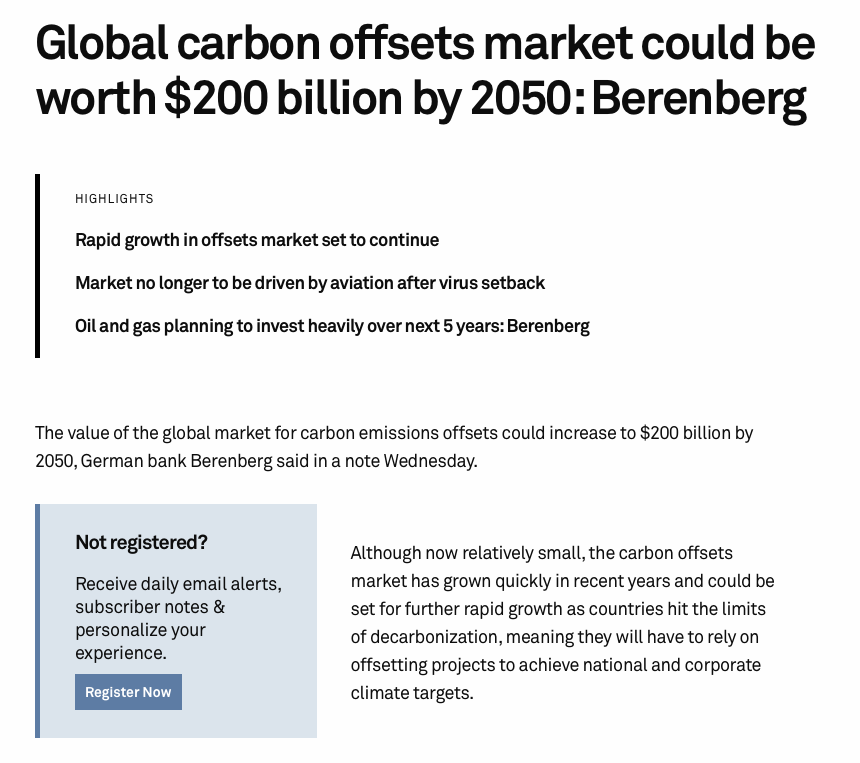 Global carbon offsets market could be
worth $200 billion by 2050: Berenberg
HIGHLIGHTS
Rapid growth in offsets market set to continue
Market no longer to be driven by aviation after virus setback
Oil and gas planning to invest heavily over next 5 years: Berenberg
The value of the global market for carbon emissions offsets could increase to $200 billion by
2050, German bank Berenberg said in a note Wednesday.
Not registered?
Receive daily email alerts,
subscriber notes &
personalize your
experience.
Register Now
Although now relatively small, the carbon offsets
market has grown quickly in recent years and could be
set for further rapid growth as countries hit the limits
of decarbonization, meaning they will have to rely on
offsetting projects to achieve national and corporate
climate targets.